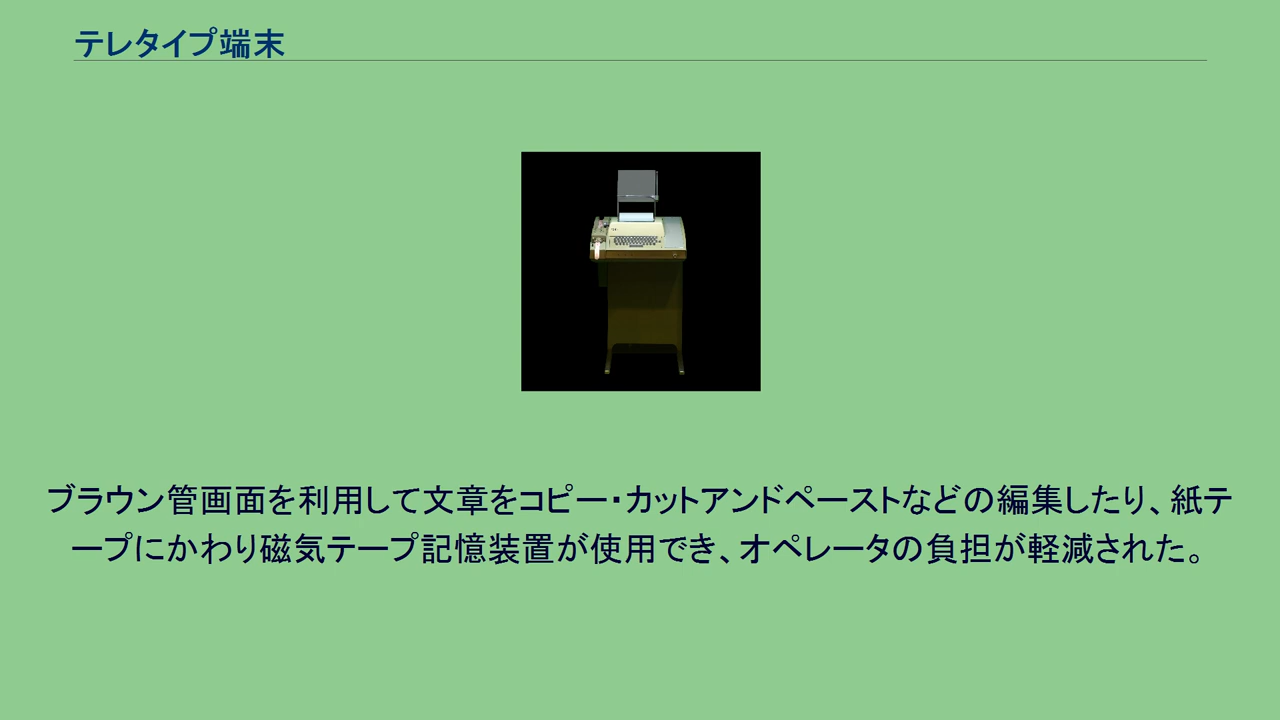 テレタイプ端末
ブラウン管画面を利用して文章をコピー・カットアンドペーストなどの編集したり、紙テ
ープにかわり磁気テープ記憶装置が使用でき、オペレータの負担が軽減された。